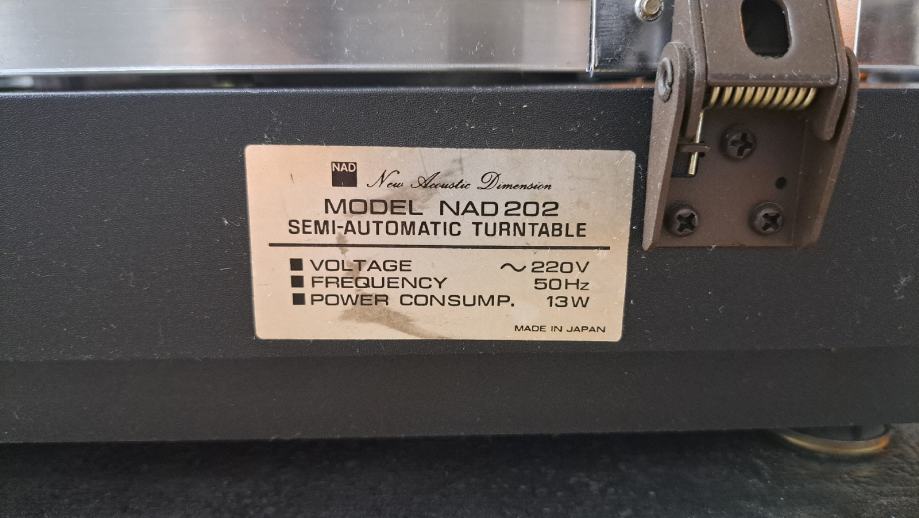 NAD
New Acoustic Dimension
MODEL NAD 202
SEMI-AUTOMATIC TURNTABLE
■ VOLTAGE ~ 220V
■ FREQUENCY 50Hz
■ POWER CONSUMP. 13W
MADE IN JAPAN